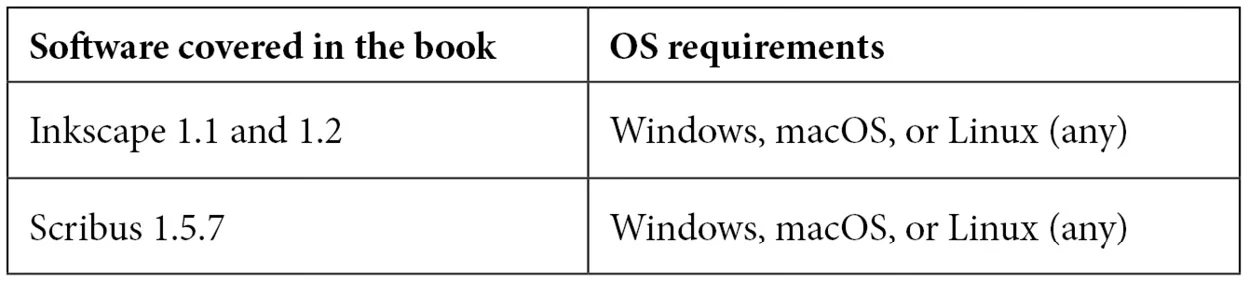 Software covered in the book OS requirements
Inkscape 1.1 and 1.2 Windows, macOS, or Linux (any)
Scribus 1.5.7 Windows, macOS, or Linux (any)